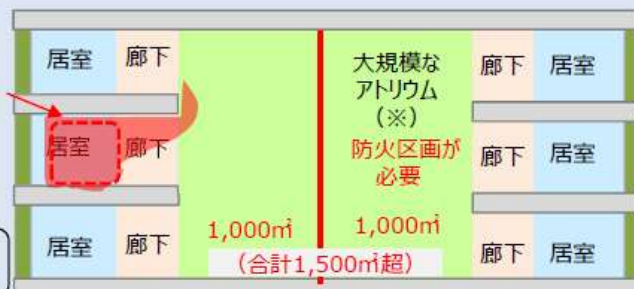 居室 廊下
大規模な
アトリウム
(※)
廊下 居室
居室 廊下
防火区画が
必要
廊下 居室
居室 廊下
1,000㎡
1,000㎡
(合計1,500㎡超)
廊下 居室